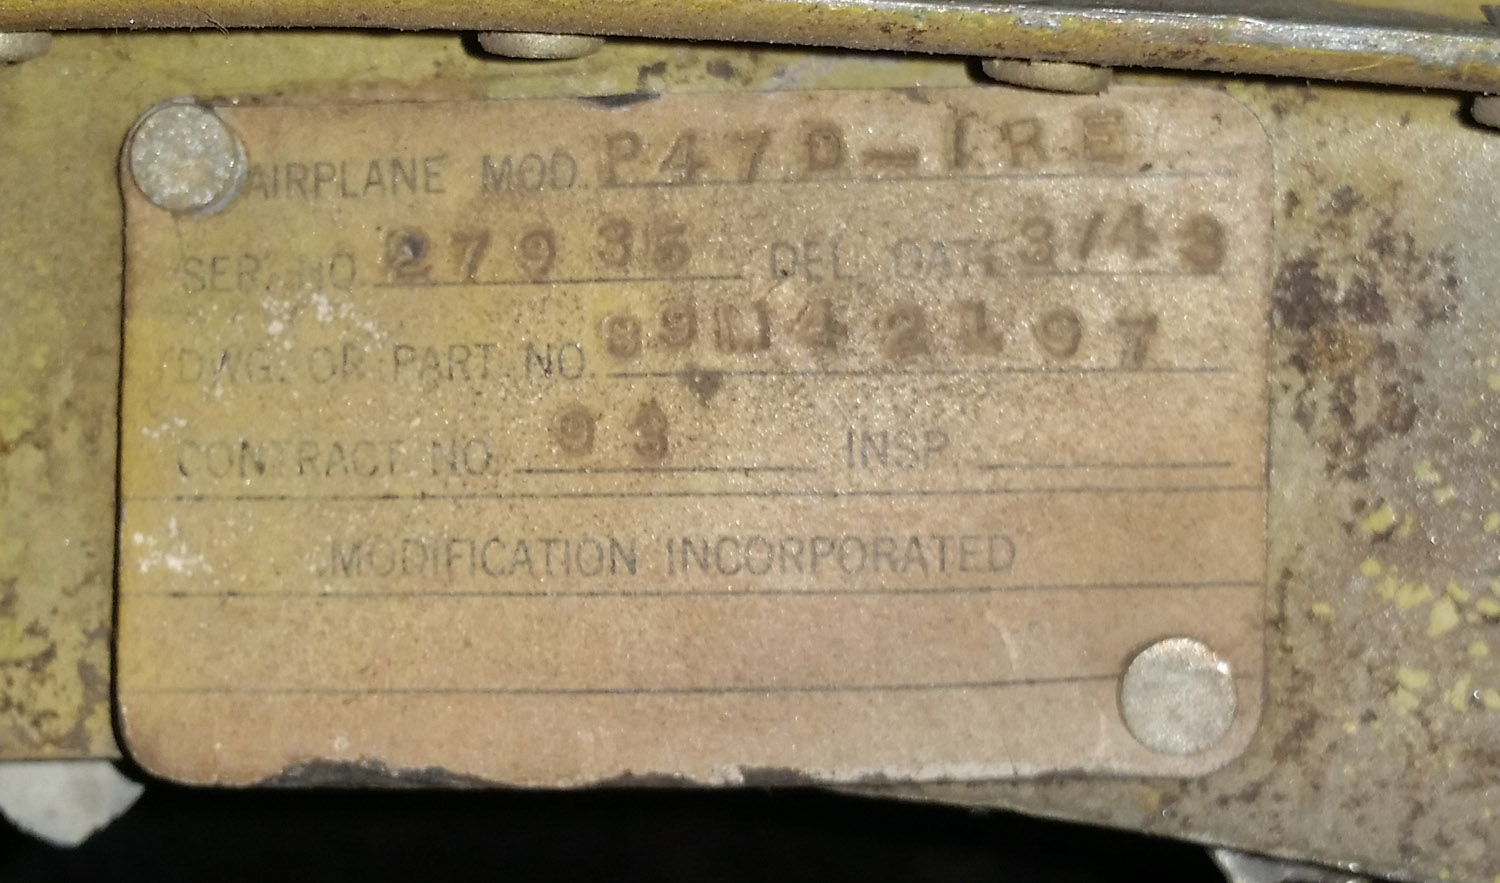 AIRPLANE MOD. P47D-1RE
SER. NO. 27935 DEL. DATE 3/43
DWG. OR PART NO. 42197
CONTRACT NO. 93 INSP.
MODIFICATION INCORPORATED